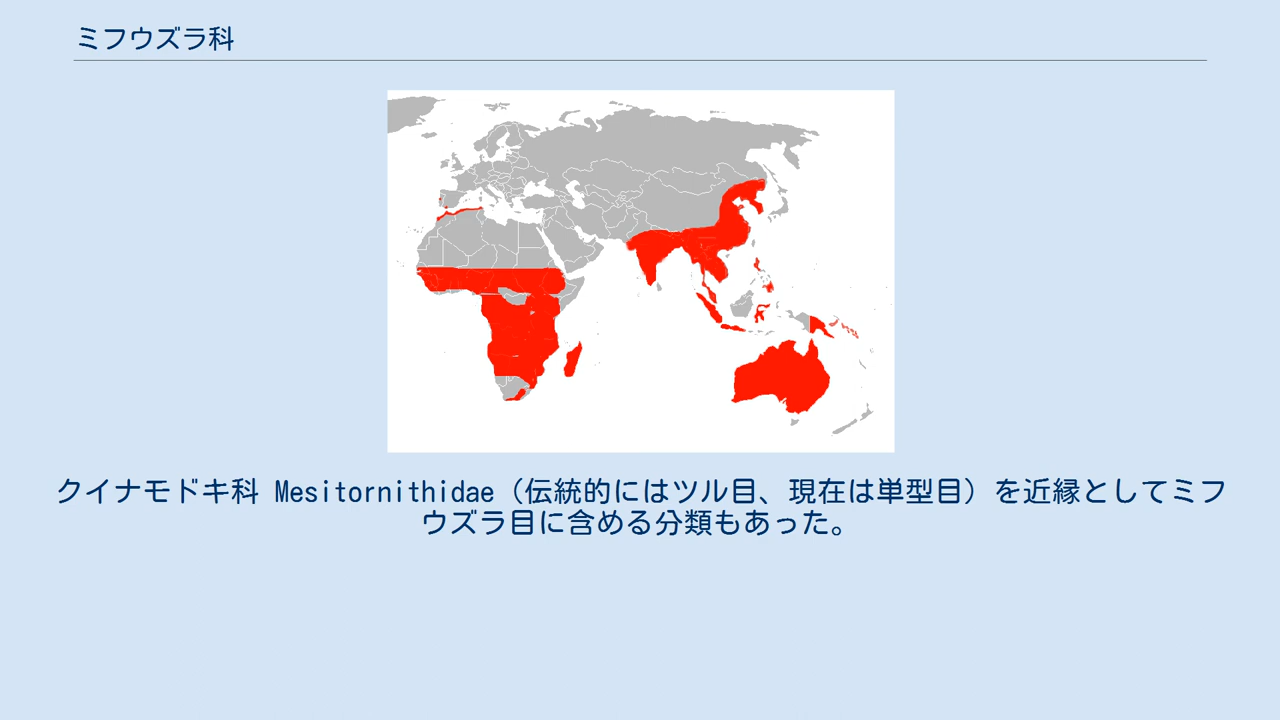 ミフウズラ科
クイナモドキ科 Mesitornithidae（伝統的にはツル目、現在は単型目）を近縁としてミフ
ウズラ目に含める分類もあった。